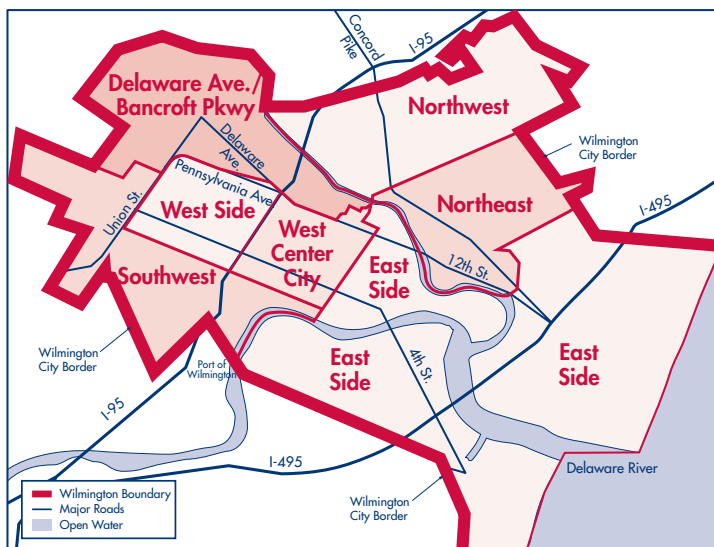 Concord
Pike
I-95
Delaware Ave./
Bancroft Pkwy
Northwest
Wilmington
City Border
Delaware
Ave.
Pennsylvania Ave
Union St.
West Side
Northeast
I-495
West
Center
City
East
Side
12th St.
Southwest
Wilmington
City Border
Port of
Wilmington
East
Side
4th St.
East
Side
I-95
I-495
Delaware River
Wilmington
City Border
Wilmington Boundary
Major Roads
Open Water